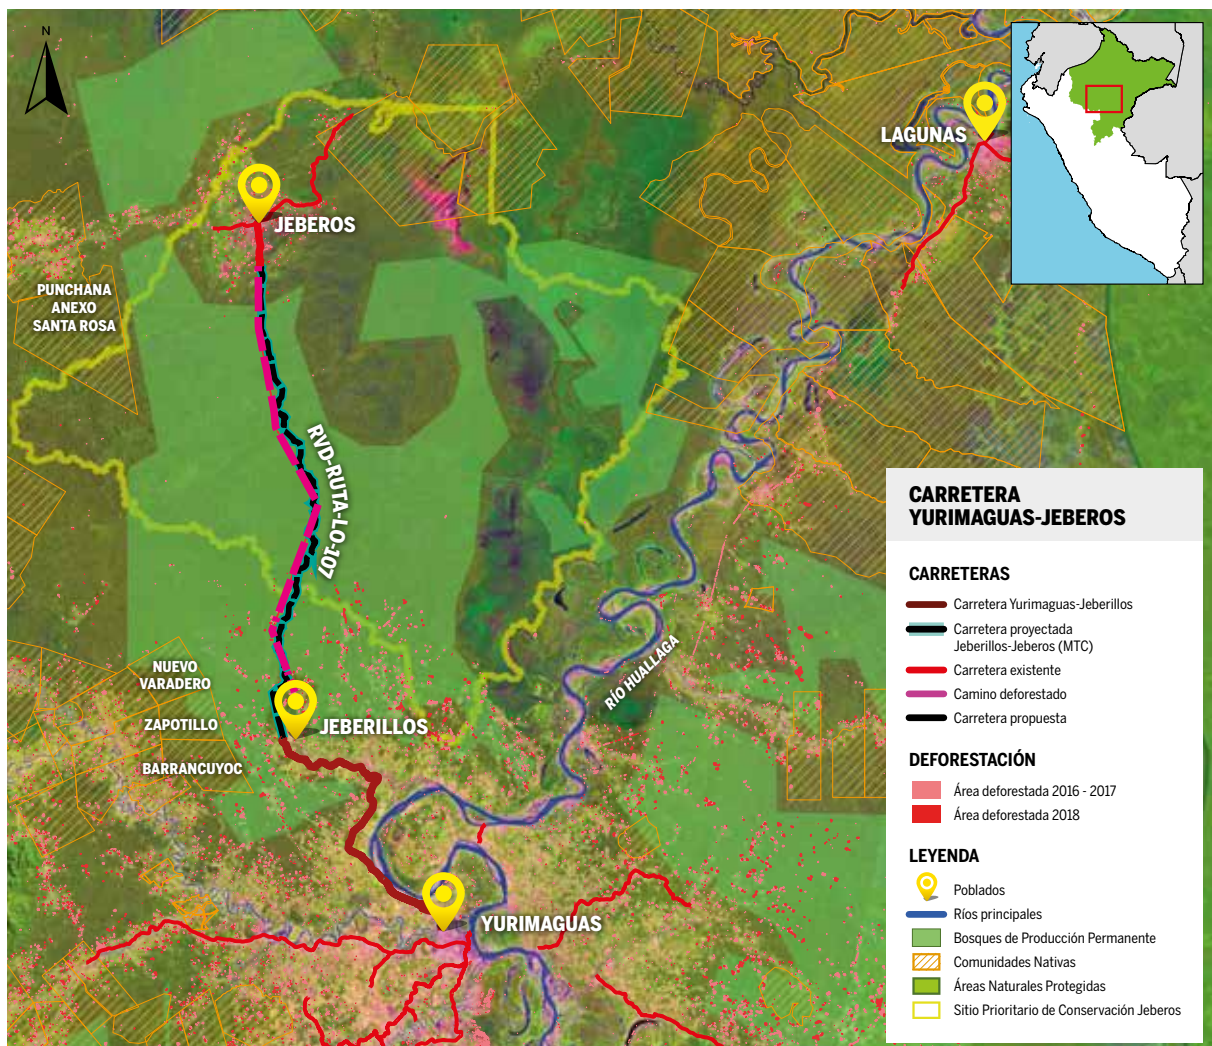 N
LAGUNAS
JEBEROS
PUNCHANA
ANEXO
SANTA ROSA
RVD-RUTA-LO-107
NUEVO
VARADERO
ZAPOTILLO
BARRANCUYOC
JEBERILLOS
RÍO HUALLAGA
YURIMAGUAS
CARRETERA
YURIMAGUAS-JEBEROS
CARRETERAS
Carretera Yurimaguas-Jeberillos
Carretera proyectada
Jeberillos-Jeberos (MTC)
Carretera existente
Camino deforestado
Carretera propuesta
DEFORESTACIÓN
Área deforestada 2016 - 2017
Área deforestada 2018
LEYENDA
Poblados
Ríos principales
Bosques de Producción Permanente
Comunidades Nativas
Áreas Naturales Protegidas
Sitio Prioritario de Conservación Jeberos